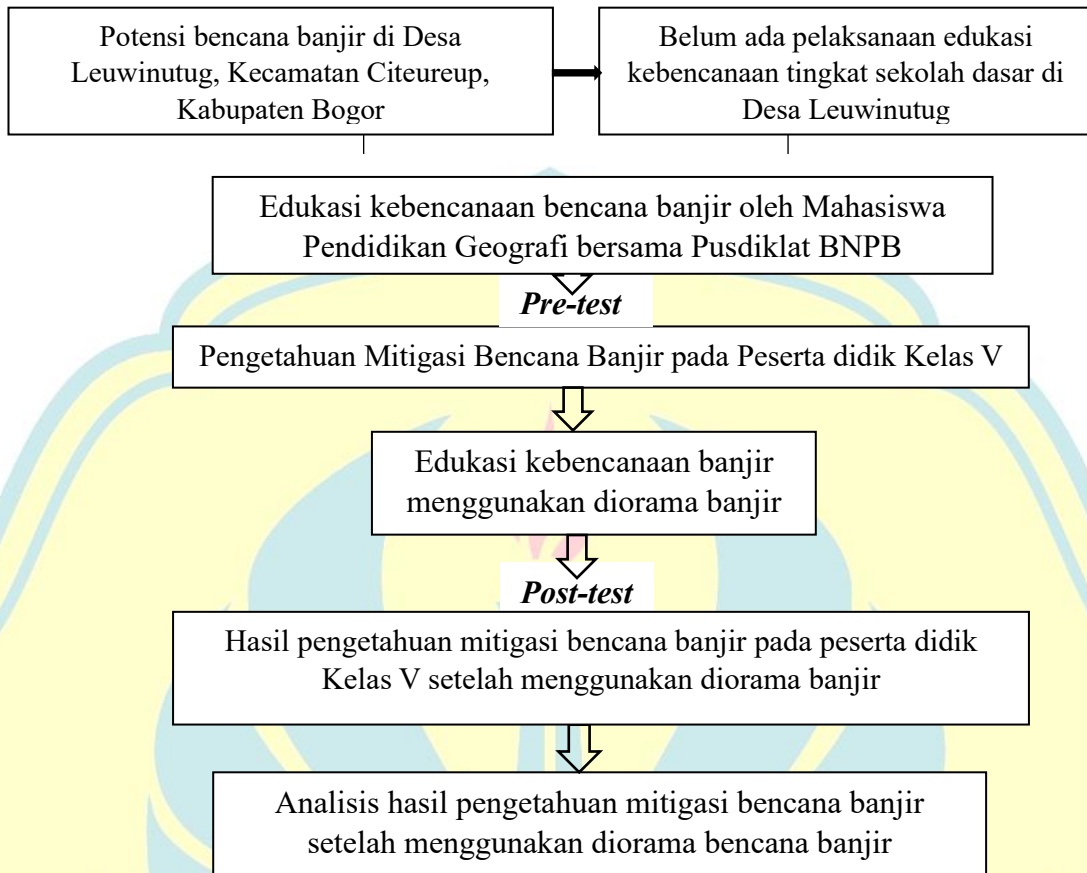 Potensi bencana banjir di Desa
Leuwinutug, Kecamatan Citeureup,
Kabupaten Bogor
Belum ada pelaksanaan edukasi
kebencanaan tingkat sekolah dasar di
Desa Leuwinutug
Edukasi kebencanaan bencana banjir oleh Mahasiswa
Pendidikan Geografi bersama Pusdiklat BNPB
Pre-test
Pengetahuan Mitigasi Bencana Banjir pada Peserta didik Kelas V
Edukasi kebencanaan banjir
menggunakan diorama banjir
Post-test
Hasil pengetahuan mitigasi bencana banjir pada peserta didik
Kelas V setelah menggunakan diorama banjir
Analisis hasil pengetahuan mitigasi bencana banjir
setelah menggunakan diorama bencana banjir